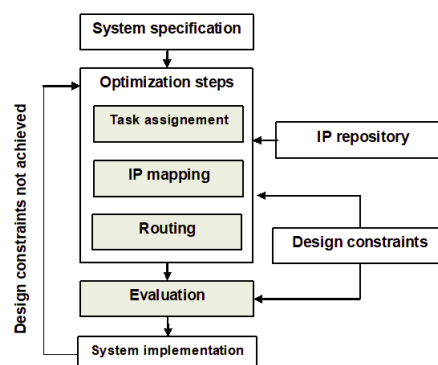 System specification
Optimization steps
Task assignement
IP repository
IP mapping
Routing
Design constraints
Evaluation
System implementation
Design constraints not achieved